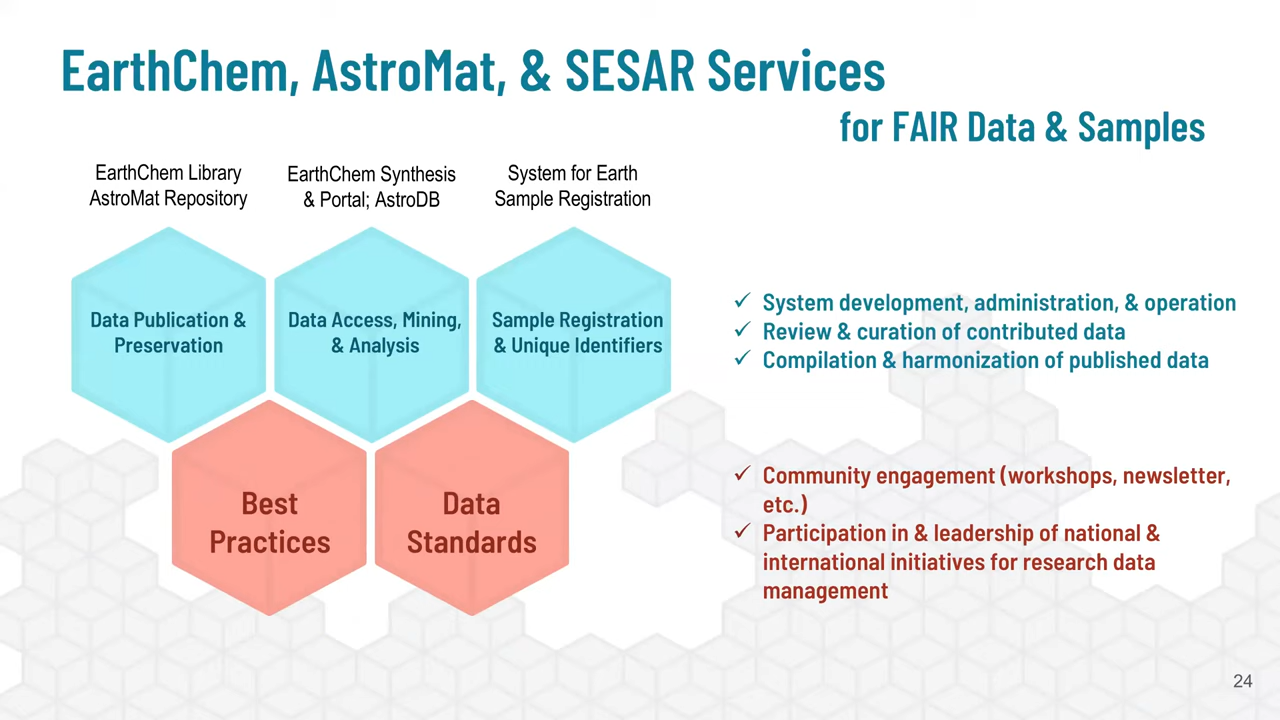 EarthChem, AstroMat, & SESAR Services
for FAIR Data & Samples
EarthChem Library
AstroMat Repository
EarthChem Synthesis
& Portal; AstroDB
System for Earth
Sample Registration
Data Publication &
Preservation
Data Access, Mining,
& Analysis
Sample Registration
& Unique Identifiers
Best
Practices
Data
Standards
✓ System development, administration, & operation
✓ Review & curation of contributed data
✓ Compilation & harmonization of published data
✓ Community engagement (workshops, newsletter,
etc.)
✓ Participation in & leadership of national &
international initiatives for research data
management
24